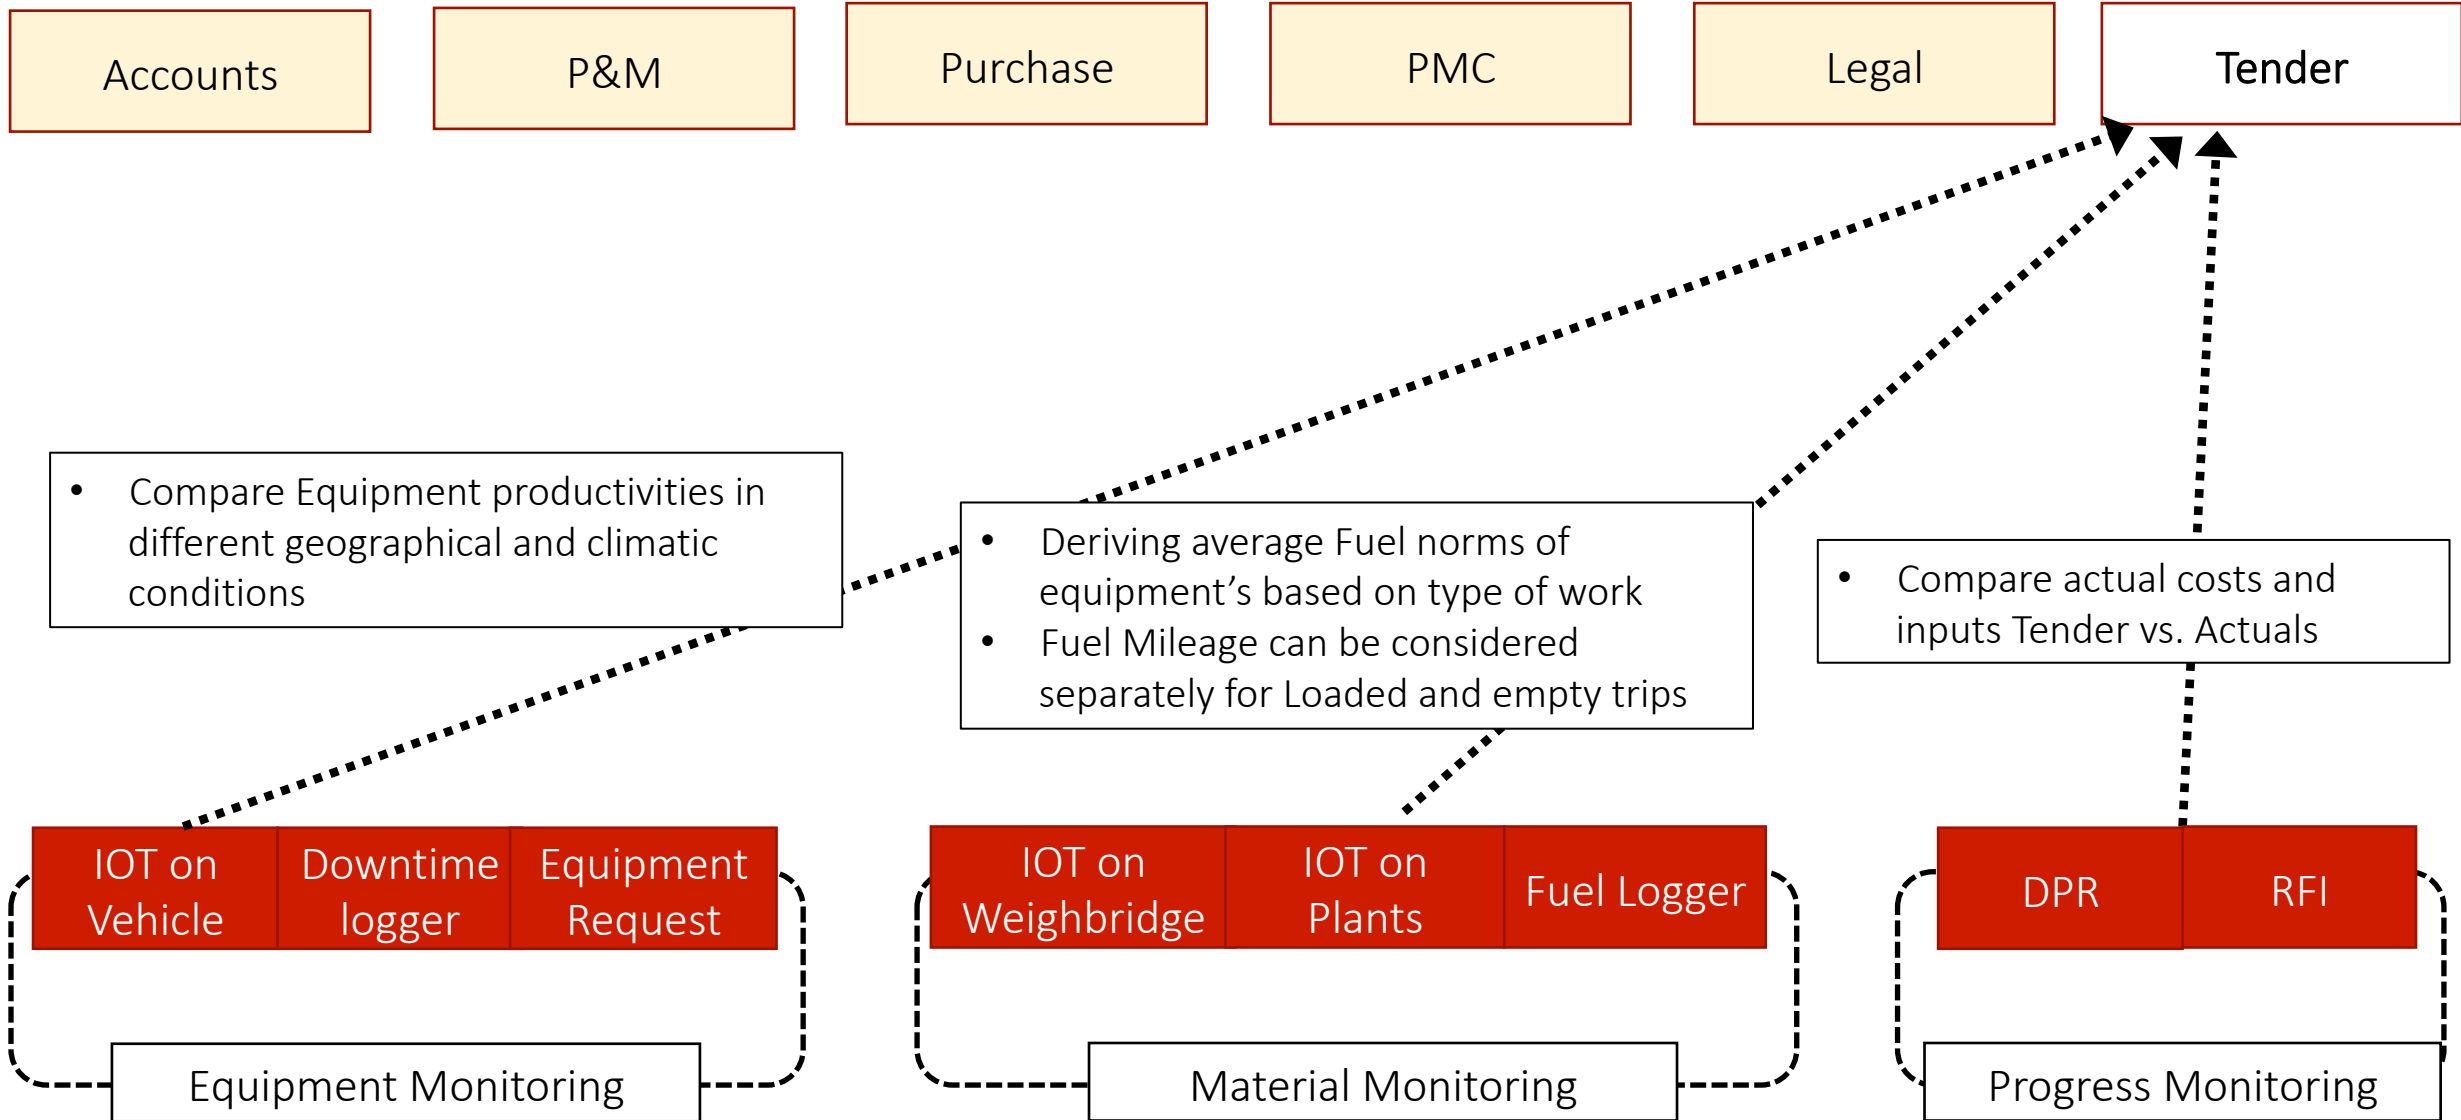 Accounts
P&M
Purchase
PMC
Legal
Tender
• Compare Equipment productivities in
different geographical and climatic
conditions
• Deriving average Fuel norms of
equipment’s based on type of work
• Fuel Mileage can be considered
separately for Loaded and empty trips
• Compare actual costs and
inputs Tender vs. Actuals
IOT on
Vehicle
Downtime
logger
Equipment
Request
IOT on
Weighbridge
IOT on
Plants
Fuel Logger
DPR
RFI
Equipment Monitoring
Material Monitoring
Progress Monitoring